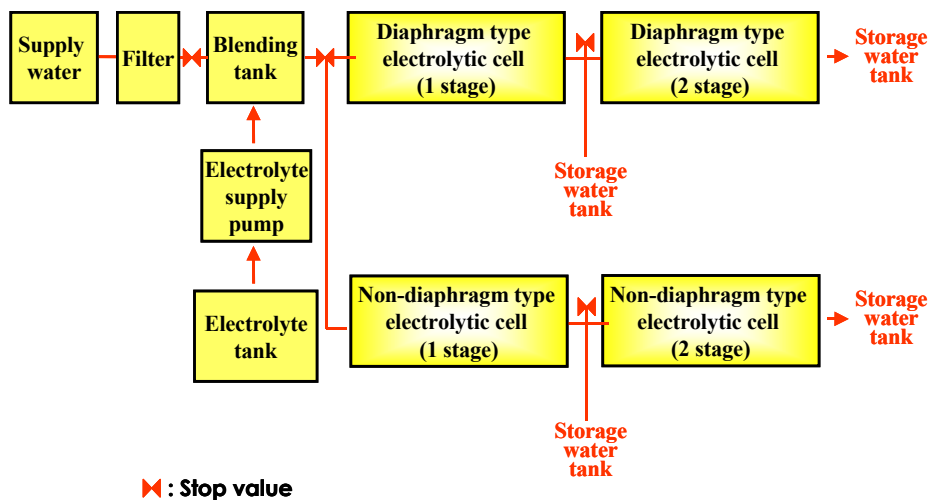 Supply
water
Filter
Blending
tank
Diaphragm type
electrolytic cell
(1 stage)
Diaphragm type
electrolytic cell
(2 stage)
Storage
water
tank
Storage
water
tank
Electrolyte
supply
pump
Electrolyte
tank
Non-diaphragm type
electrolytic cell
(1 stage)
Non-diaphragm type
electrolytic cell
(2 stage)
Storage
water
tank
Storage
water
tank
: Stop value